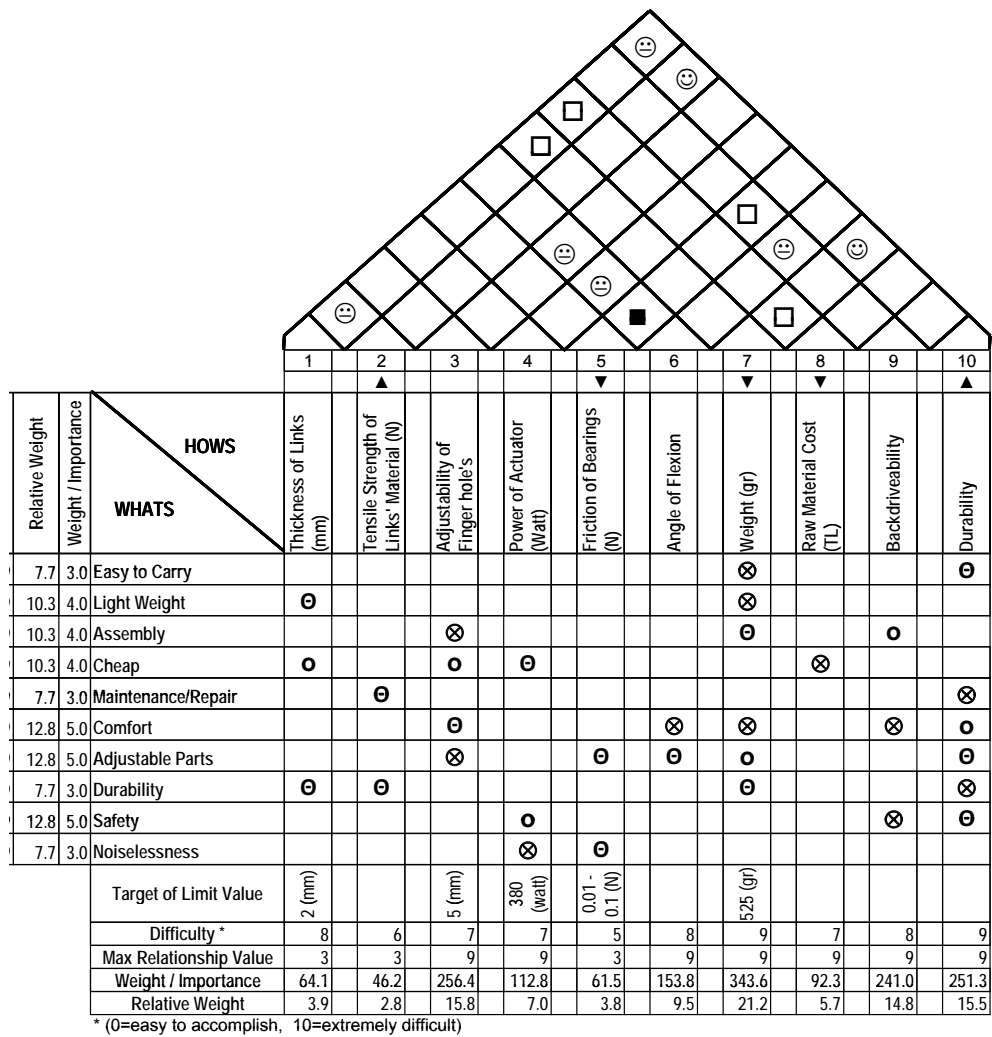 1 2 3 4 5 6 7 8 9 10
▲ ▼ ▼ ▼ ▲
Relative Weight
Weight / Importance
HOWS
WHATS
Thickness of Links
(mm)
Tensile Strength of
Links' Material (N)
Adjustability of
Finger hole's
Power of Actuator
(Watt)
Friction of Bearings
(N)
Angle of Flexion
Weight (gr)
Raw Material Cost
(TL)
Backdriveability
Durability
7.7 3.0 Easy to Carry ⊗ Θ
10.3 4.0 Light Weight Θ ⊗
10.3 4.0 Assembly ⊗ Θ o
10.3 4.0 Cheap o o Θ ⊗
7.7 3.0 Maintenance/Repair Θ ⊗
12.8 5.0 Comfort Θ ⊗ ⊗ ⊗ o
12.8 5.0 Adjustable Parts ⊗ Θ Θ o Θ
7.7 3.0 Durability Θ Θ Θ ⊗
12.8 5.0 Safety o ⊗ Θ
7.7 3.0 Noiselessness ⊗ Θ
Target of Limit Value
2 (mm)
5 (mm)
380
(watt)
0.01 -
0.1 (N)
525 (gr)
Difficulty * 8 6 7 7 5 8 9 7 8 9
Max Relationship Value 3 3 9 9 3 9 9 9 9 9
Weight / Importance 64.1 46.2 256.4 112.8 61.5 153.8 343.6 92.3 241.0 251.3
Relative Weight 3.9 2.8 15.8 7.0 3.8 9.5 21.2 5.7 14.8 15.5
* (0=easy to accomplish, 10=extremely difficult)